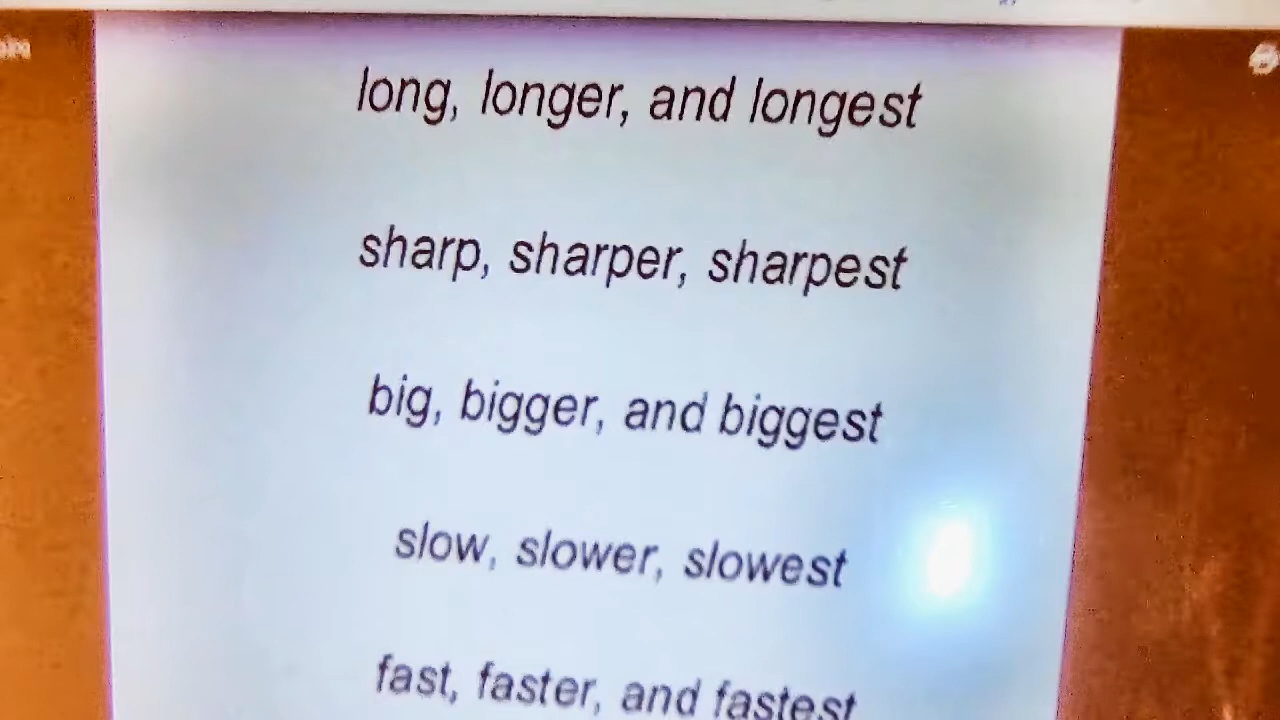 long, longer, and longest
sharp, sharper, sharpest
big, bigger, and biggest
slow, slower, slowest
fast, faster, and fastest